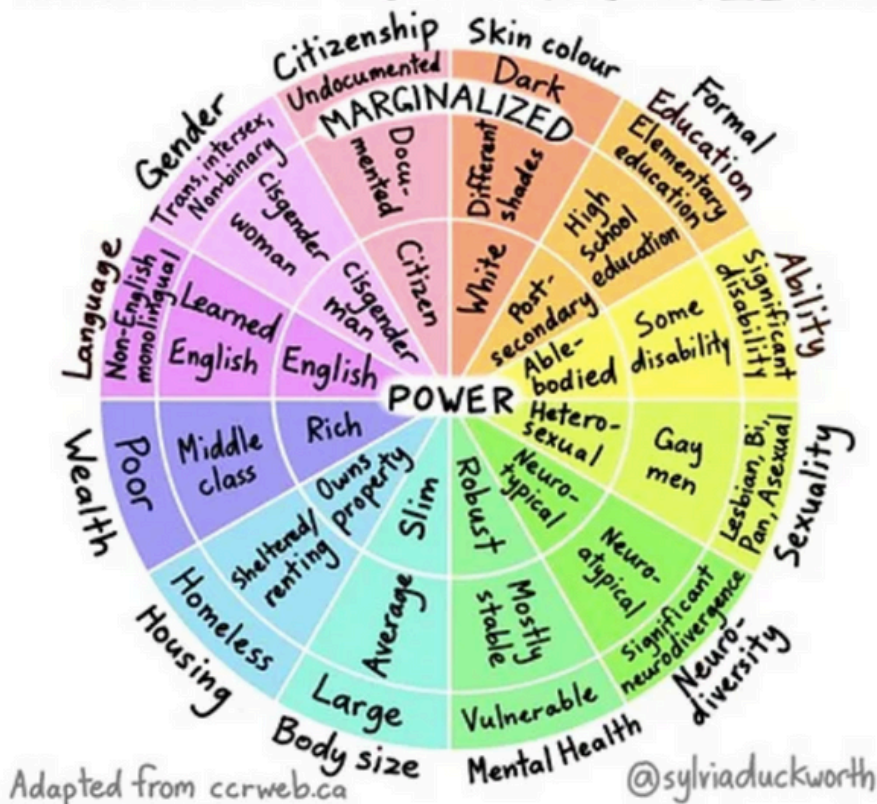 Citizenship
Undocumented
Docu-
mented
Citizen
Skin colour
Dark
Different
shades
White
Formal
Education
Elementary
education
High
School
education
Post-
secondary
Ability
Significant
disability
Some
disability
Able-
bodied
Sexuality
Lesbian, Bi,
Pan, Asexual
Gay
men
Hetero-
sexual
Neuro-
diversity
Significant
neurodivergence
Neuro-
atypical
Neuro-
typical
Mental Health
Vulnerable
Mostly
stable
Robust
Body size
Large
Average
Slim
Housing
Homeless
Sheltered/
renting
Owns
property
Wealth
Poor
Middle
class
Rich
Language
Non-English
monolingual
Learned
English
English
Gender
Trans, intersex,
Non-binary
cisgender
woman
cisgender
man
MARGINALIZED
POWER
Adapted from ccrweb.ca
@sylviaduckworth